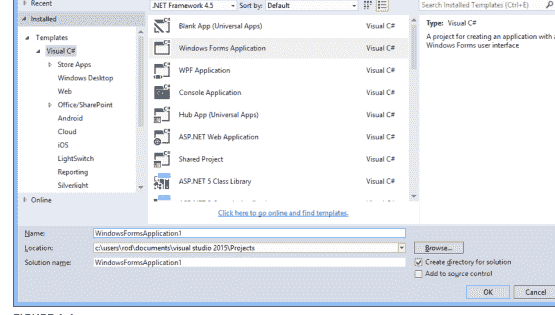 Recent
.NET Framework 4.5
Sort by: Default
Search Installed Templates (Ctrl+E)
Installed
Templates
Visual C#
Store Apps
Windows Desktop
Web
Office/SharePoint
Android
Cloud
iOS
LightSwitch
Reporting
Silverlight
Online
Blank App (Universal Apps) Visual C#
Windows Forms Application Visual C#
WPF Application Visual C#
Console Application Visual C#
Hub App (Universal Apps) Visual C#
ASP.NET Web Application Visual C#
Shared Project Visual C#
ASP.NET 5 Class Library Visual C#
Click here to go online and find templates.
Type: Visual C#
A project for creating an application with a
Windows Forms user interface
Name: WindowsFormsApplication1
Location: c:\users\rod\documents\visual studio 2015\Projects Browse...
Solution name: WindowsFormsApplication1
Create directory for solution
Add to source control
OK Cancel